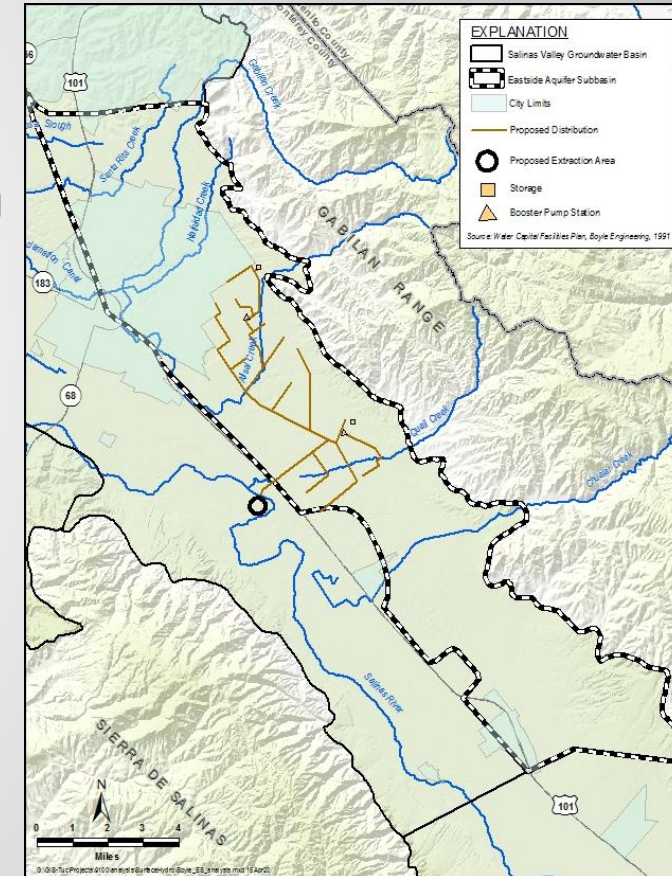 EXPLANATION
Salinas Valley Groundwater Basin
Eastside Aquifer Subbasin
City Limits
Proposed Distribution
Proposed Extraction Area
Storage
Booster Pump Station
Source: Water Capital Facilities Plan, Boyle Engineering, 1991
Monterey County
101
Gabilan Creek
Slough
Santa Rita Creek
Natividad Creek
Canal
183
GABILAN RANGE
Alisal Creek
68
Quail Creek
Chualar Creek
Salinas River
SIERRA DE SALINAS
N
0 1 2 3 4
Miles
101